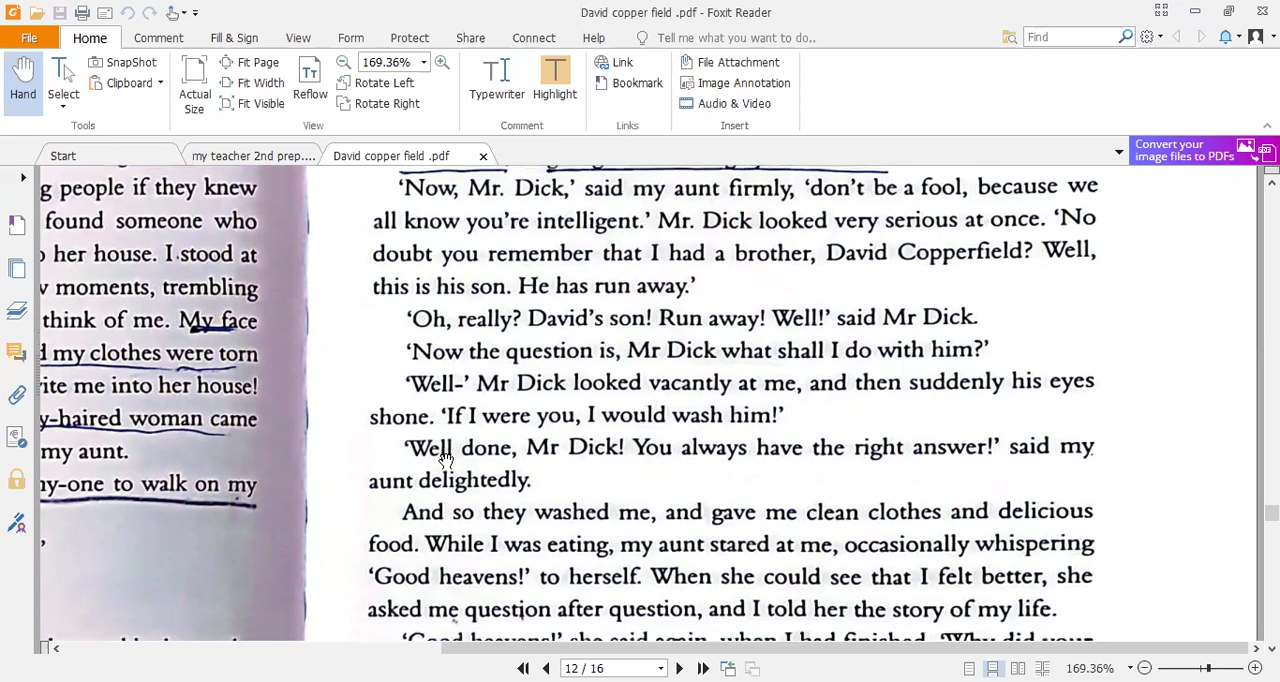 David copper field .pdf - Foxit Reader
File
Home
Comment
Fill & Sign
View
Form
Protect
Share
Connect
Help
Tell me what you want to do..
Find
Hand
Select
SnapShot
Clipboard
Tools
Actual Size
Fit Page
Fit Width
Fit Visible
Reflow
169.36%
Rotate Left
Rotate Right
View
Typewriter
Highlight
Comment
Link
Bookmark
Links
File Attachment
Image Annotation
Audio & Video
Insert
Start
my teacher 2nd prep....
David copper field .pdf
Convert your
image files to PDFs
g people if they knew
found someone who
her house. I stood at
moments, trembling
think of me. My face
my clothes were torn
ite me into her house!
y-haired woman came
my aunt.
ny-one to walk on my
‘Now, Mr. Dick,’ said my aunt firmly, ‘don’t be a fool, because we
all know you’re intelligent.’ Mr. Dick looked very serious at once. ‘No
doubt you remember that I had a brother, David Copperfield? Well,
this is his son. He has run away.’
‘Oh, really? David’s son! Run away! Well!’ said Mr Dick.
‘Now the question is, Mr Dick what shall I do with him?’
‘Well-’ Mr Dick looked vacantly at me, and then suddenly his eyes
shone. ‘If I were you, I would wash him!’
‘Well done, Mr Dick! You always have the right answer!’ said my
aunt delightedly.
And so they washed me, and gave me clean clothes and delicious
food. While I was eating, my aunt stared at me, occasionally whispering
‘Good heavens!’ to herself. When she could see that I felt better, she
asked me question after question, and I told her the story of my life.
‘Good heavens!’ she said again, when I had finished. ‘Why did your
12 / 16
169.36%